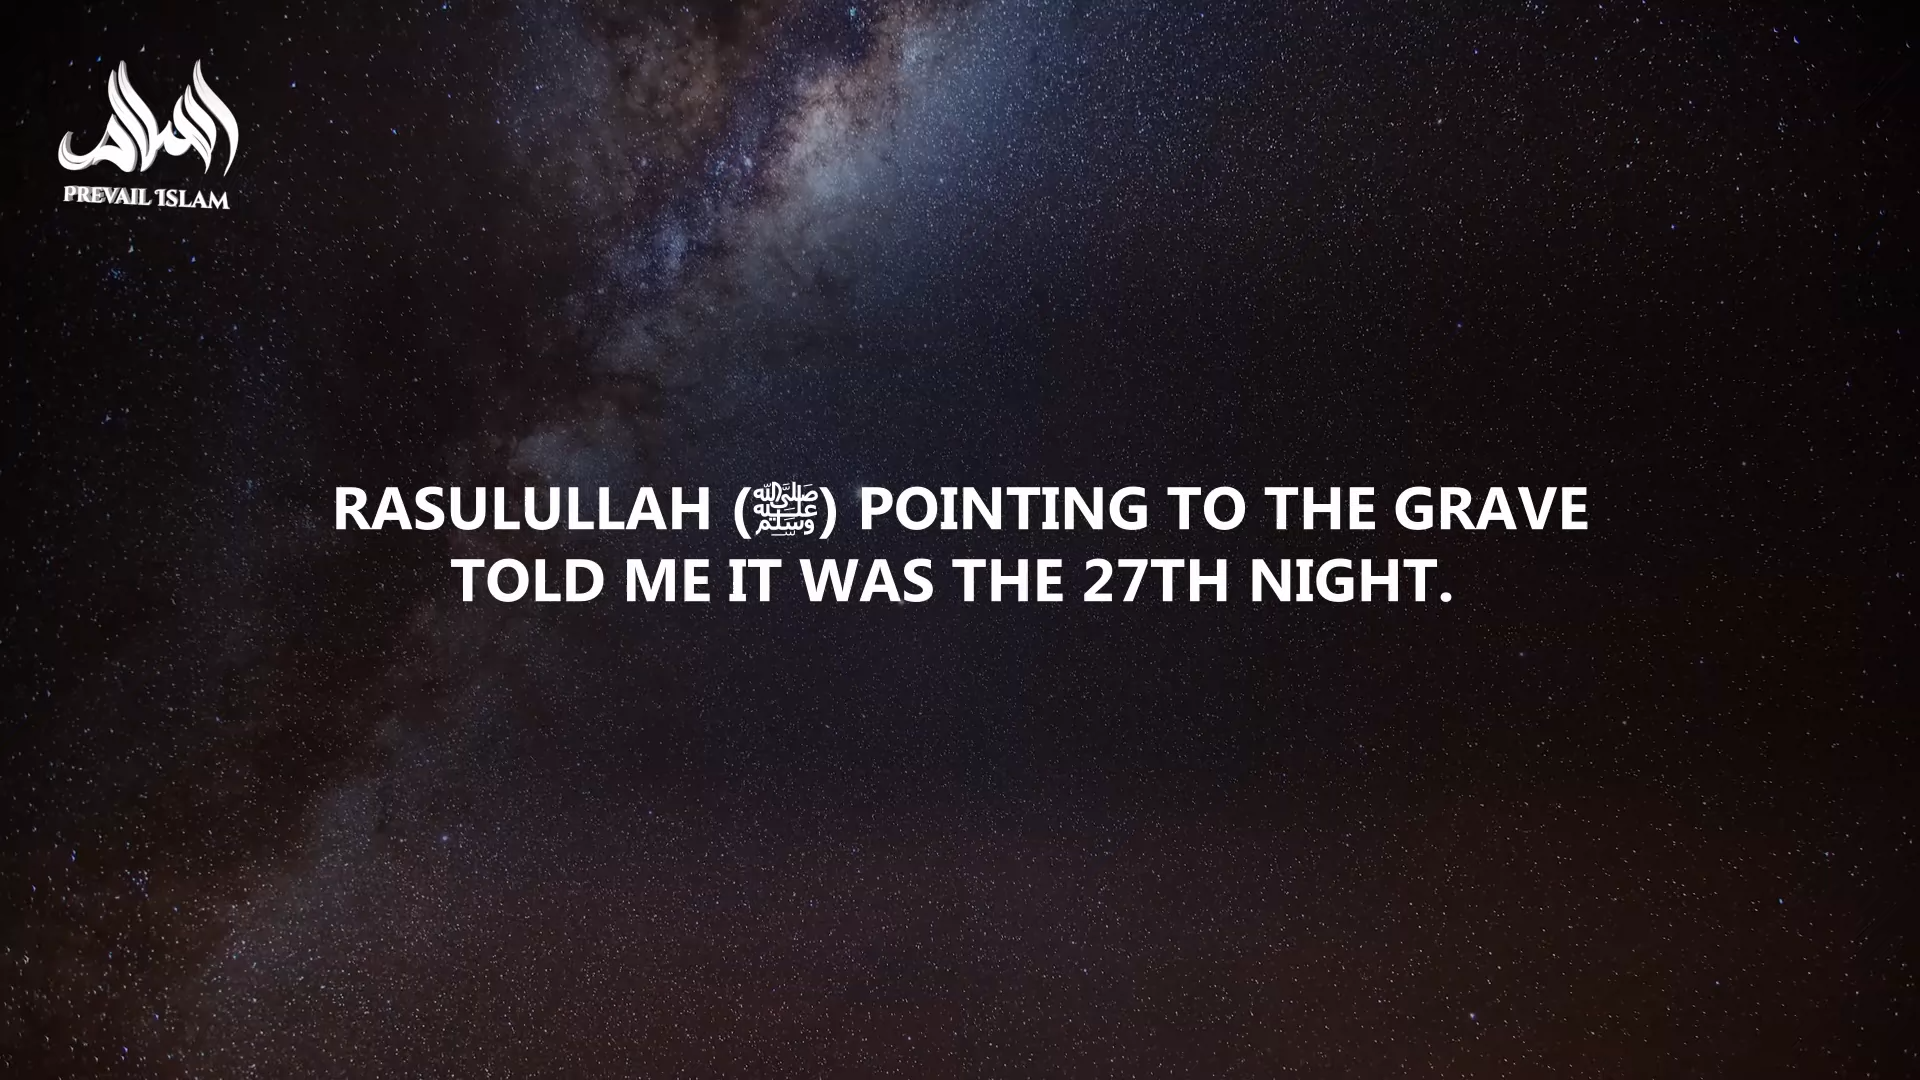 PREVAIL ISLAM
RASULULLAH (ﷺ) POINTING TO THE GRAVE
TOLD ME IT WAS THE 27TH NIGHT.